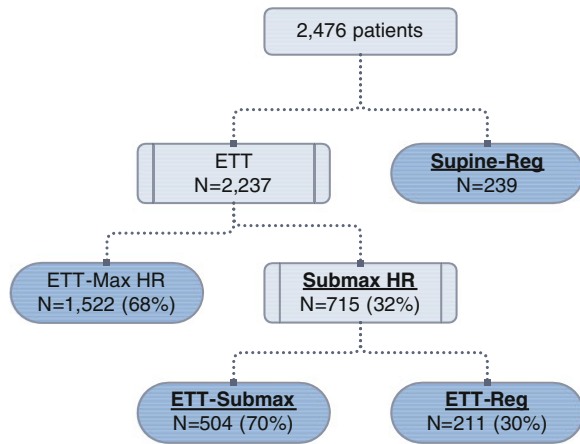 2,476 patients
ETT
N=2,237
Supine-Reg
N=239
ETT-Max HR
N=1,522 (68%)
Submax HR
N=715 (32%)
ETT-Submax
N=504 (70%)
ETT-Reg
N=211 (30%)